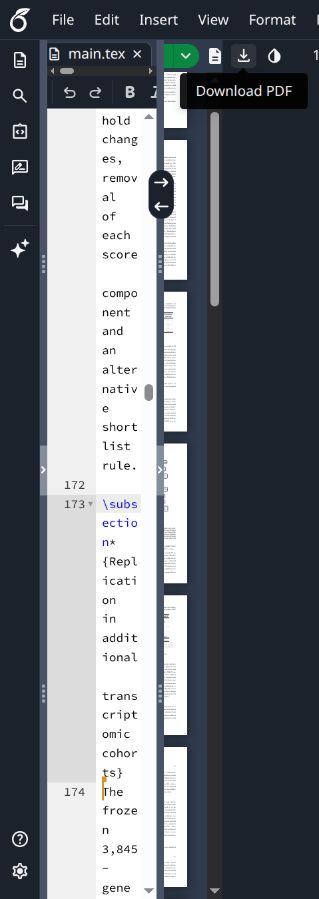 File Edit Insert View Format
main.tex
Download PDF
B
hold
chang
es,
remov
al
of
each
score
compo
nent
and
an
alter
nativ
e
short
list
rule.
172
173 \subs
ectio
n*
{Repl
icati
on
in
addit
ional
trans
cript
omic
cohor
ts}
174 The
froze
n
3,845
-
gene